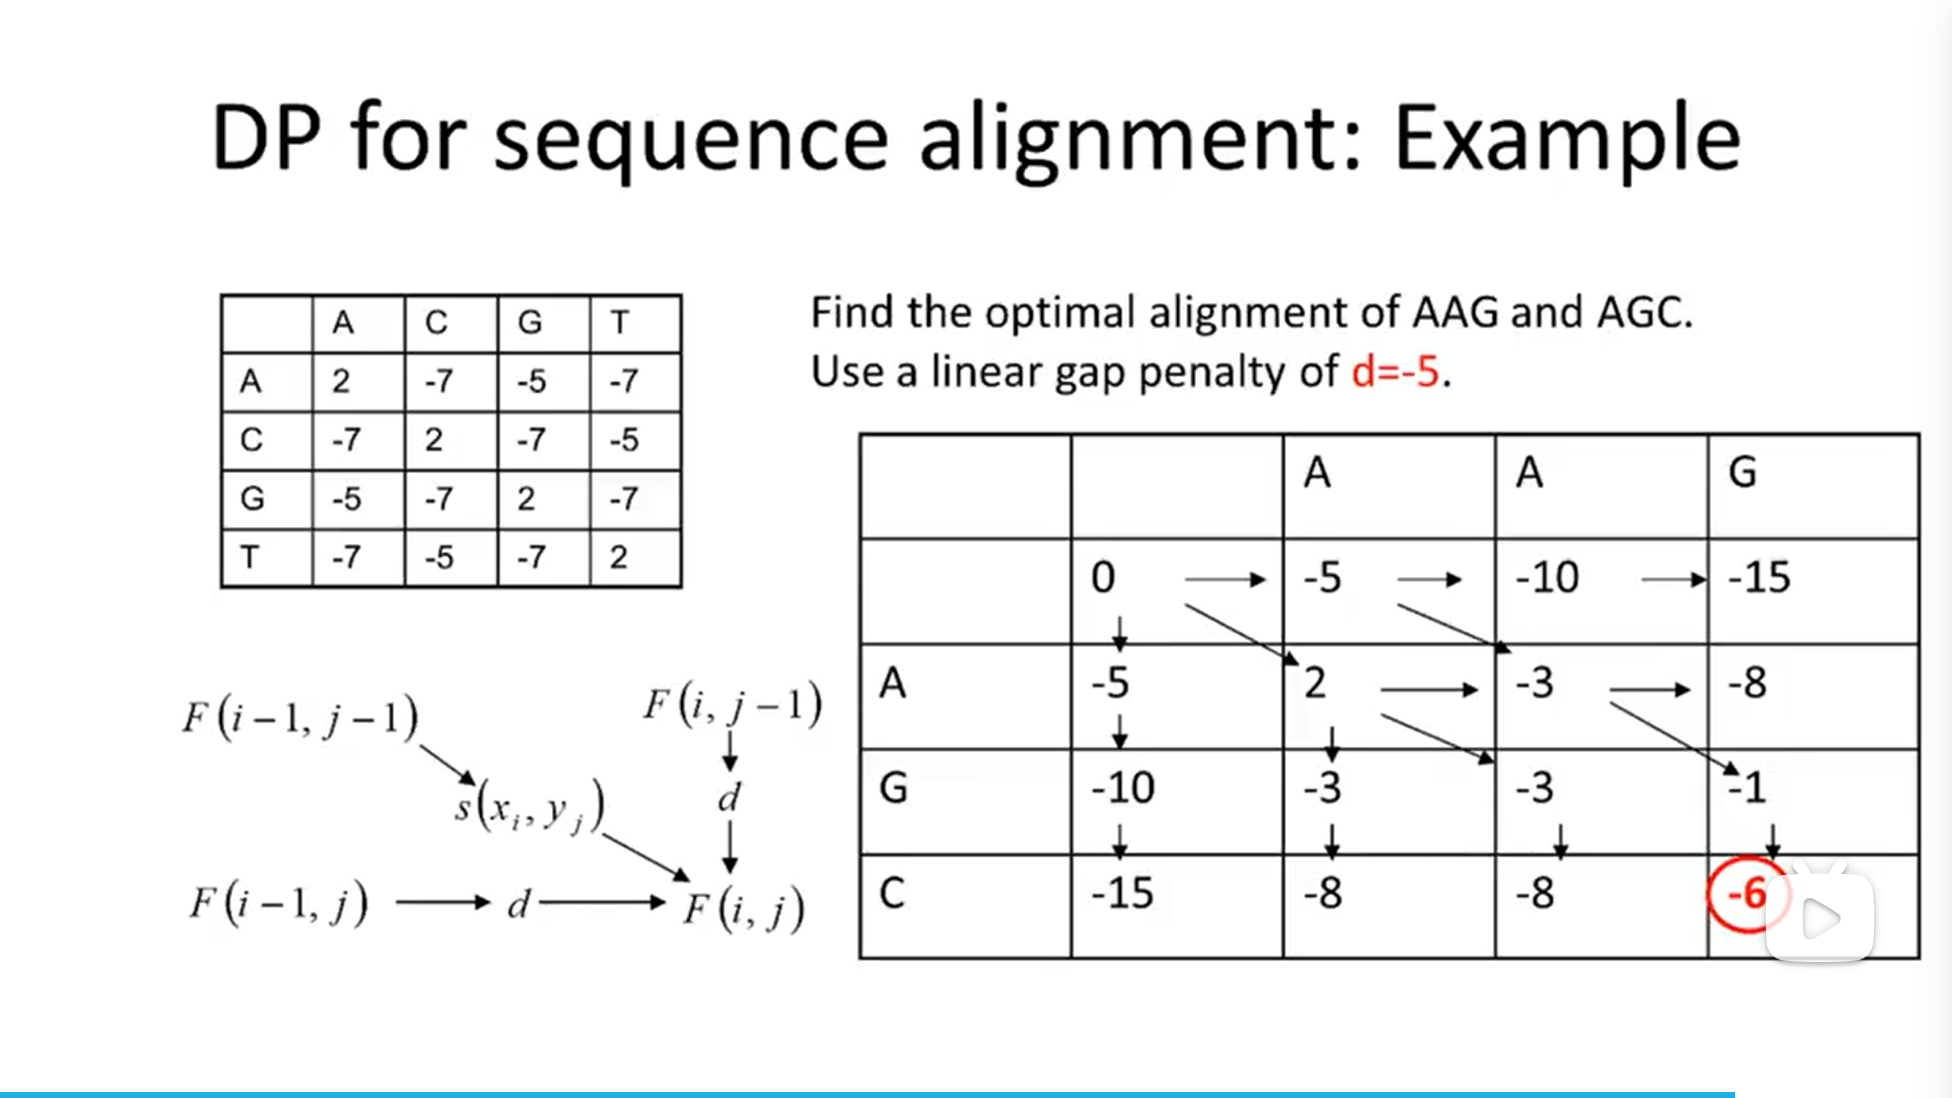 DP for sequence alignment: Example
A C G T
A 2 -7 -5 -7
C -7 2 -7 -5
G -5 -7 2 -7
T -7 -5 -7 2
Find the optimal alignment of AAG and AGC.
Use a linear gap penalty of d=-5.
A A G
0 -5 -10 -15
A -5 2 -3 -8
G -10 -3 -3 -1
C -15 -8 -8 -6
F(i−1, j−1)
F(i, j−1)
s(xᵢ, yⱼ)
d
F(i−1, j)
d
F(i, j)